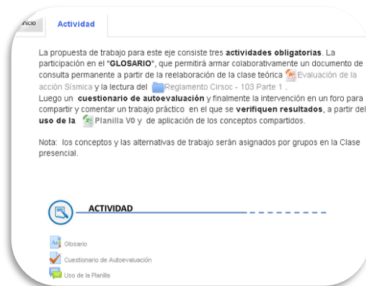 Inicio Actividad
La propuesta de trabajo para este eje consiste tres actividades obligatorias. La
participación en el "GLOSARIO", que permitirá armar colaborativamente un documento de
consulta permanente a partir de la reelaboración de la clase teórica Evaluación de la
acción Sísmica y la lectura del Reglamento Cirsoc - 103 Parte 1 .
Luego un cuestionario de autoevaluación y finalmente la intervención en un foro para
compartir y comentar un trabajo práctico en el que se verifiquen resultados, a partir del
uso de la Planilla V0 y de aplicación de los conceptos compartidos.
Nota: los conceptos y las alternativas de trabajo serán asignados por grupos en la Clase
presencial.
ACTIVIDAD
Glosario
Cuestionario de Autoevaluación
Uso de la Planilla